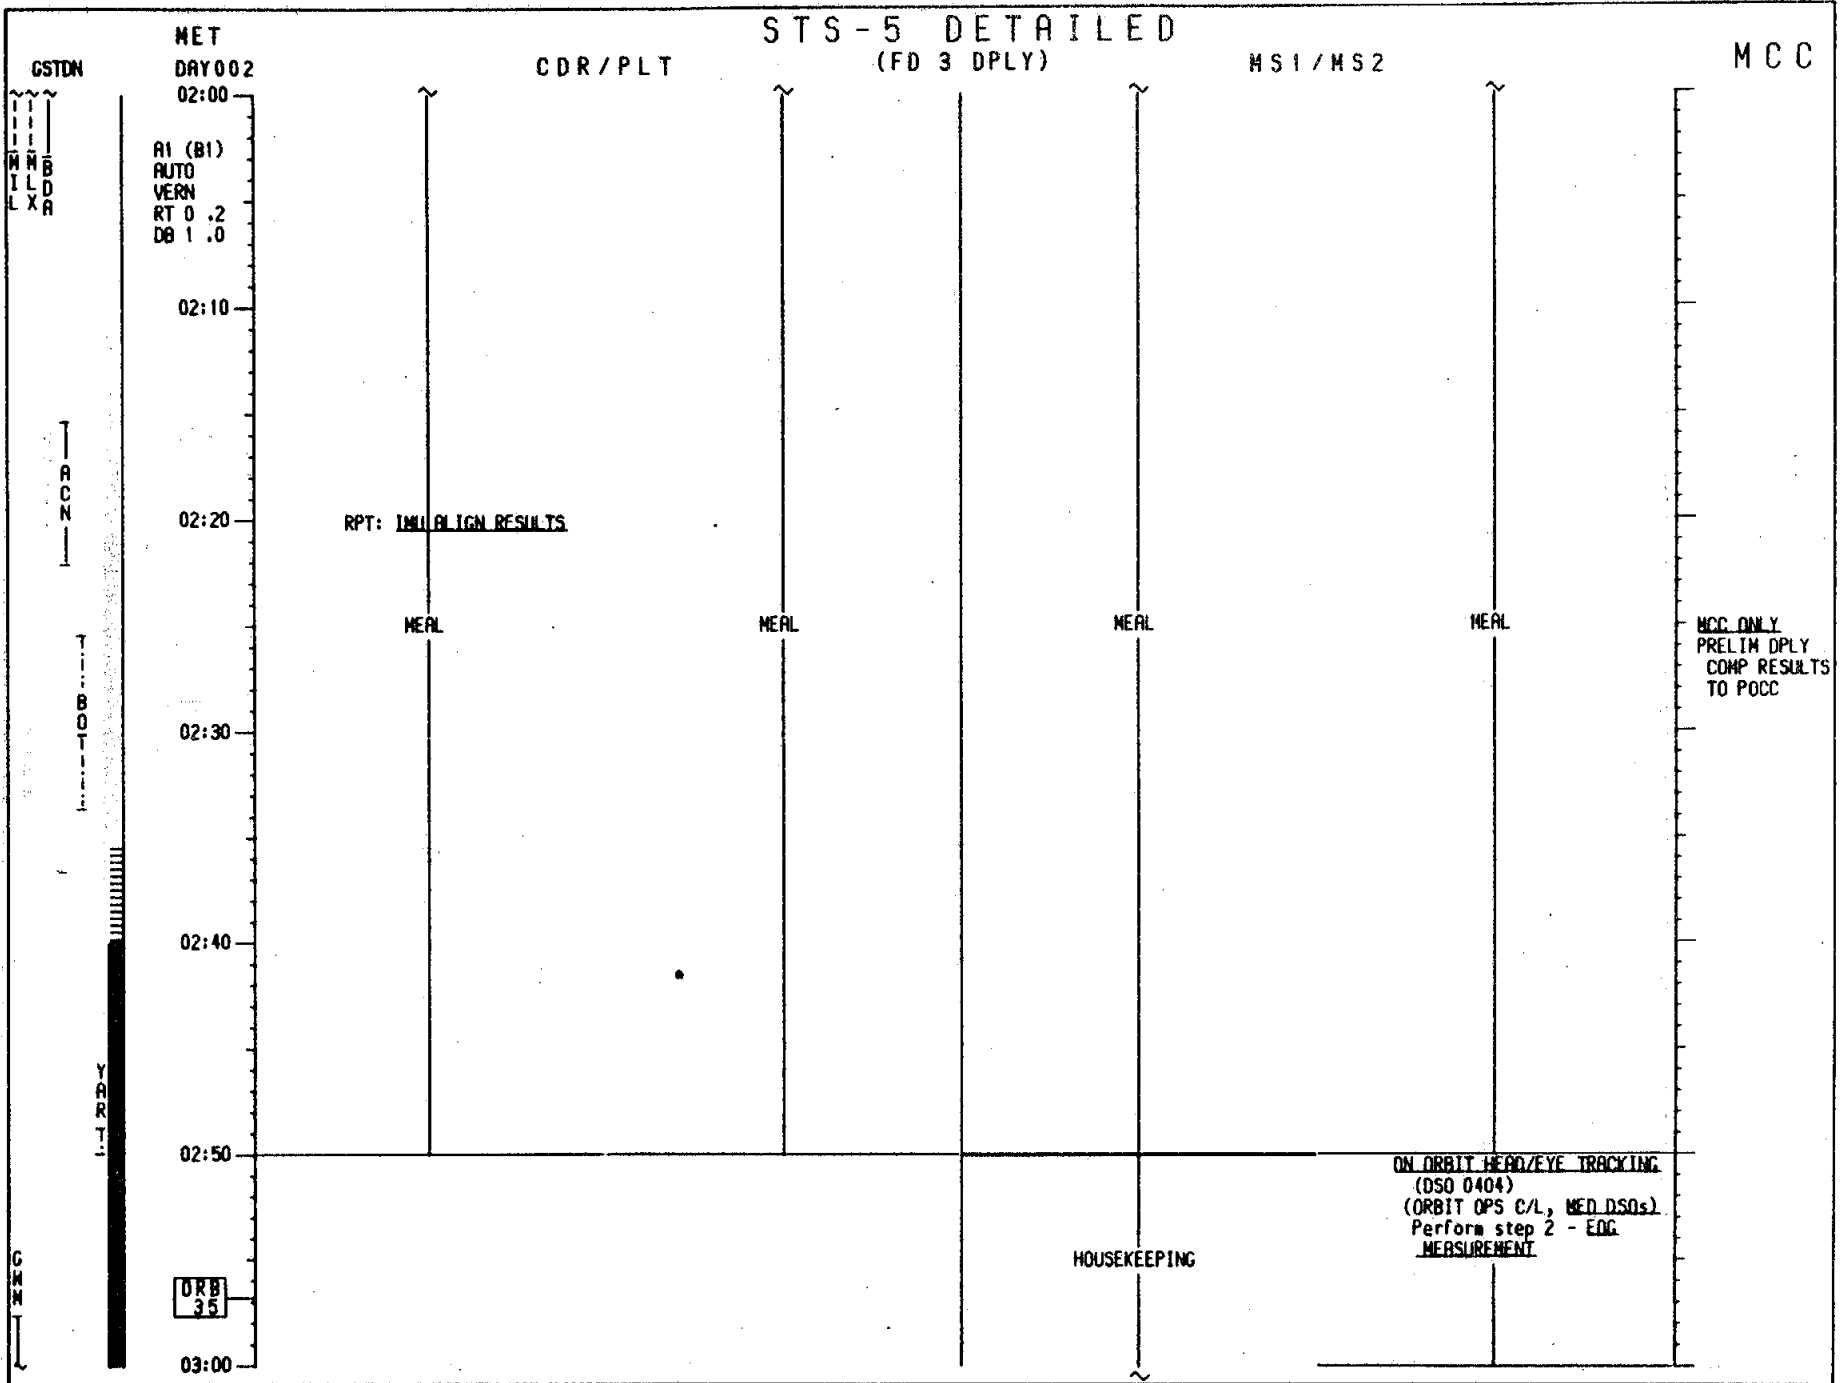 STS-5 DETAILED
MET
GSTDN
DAY002
CDR/PLT
(FD 3 DPLY)
MS1/MS2
MCC
02:00
MIL
MLX
BDA
A1 (B1)
AUTO
VERN
RT 0 .2
DB 1 .0
02:10
ACN
02:20
RPT: IMU ALIGN RESULTS
MEAL
MEAL
MEAL
MEAL
MCC ONLY
PRELIM DPLY
COMP RESULTS
TO POCC
BOT
02:30
02:40
YAR
02:50
ON ORBIT HEAD/EYE TRACKING
(DSO 0404)
(ORBIT OPS C/L, MED DSOs)
Perform step 2 - EOG
MEASUREMENT
HOUSEKEEPING
ORB
35
03:00